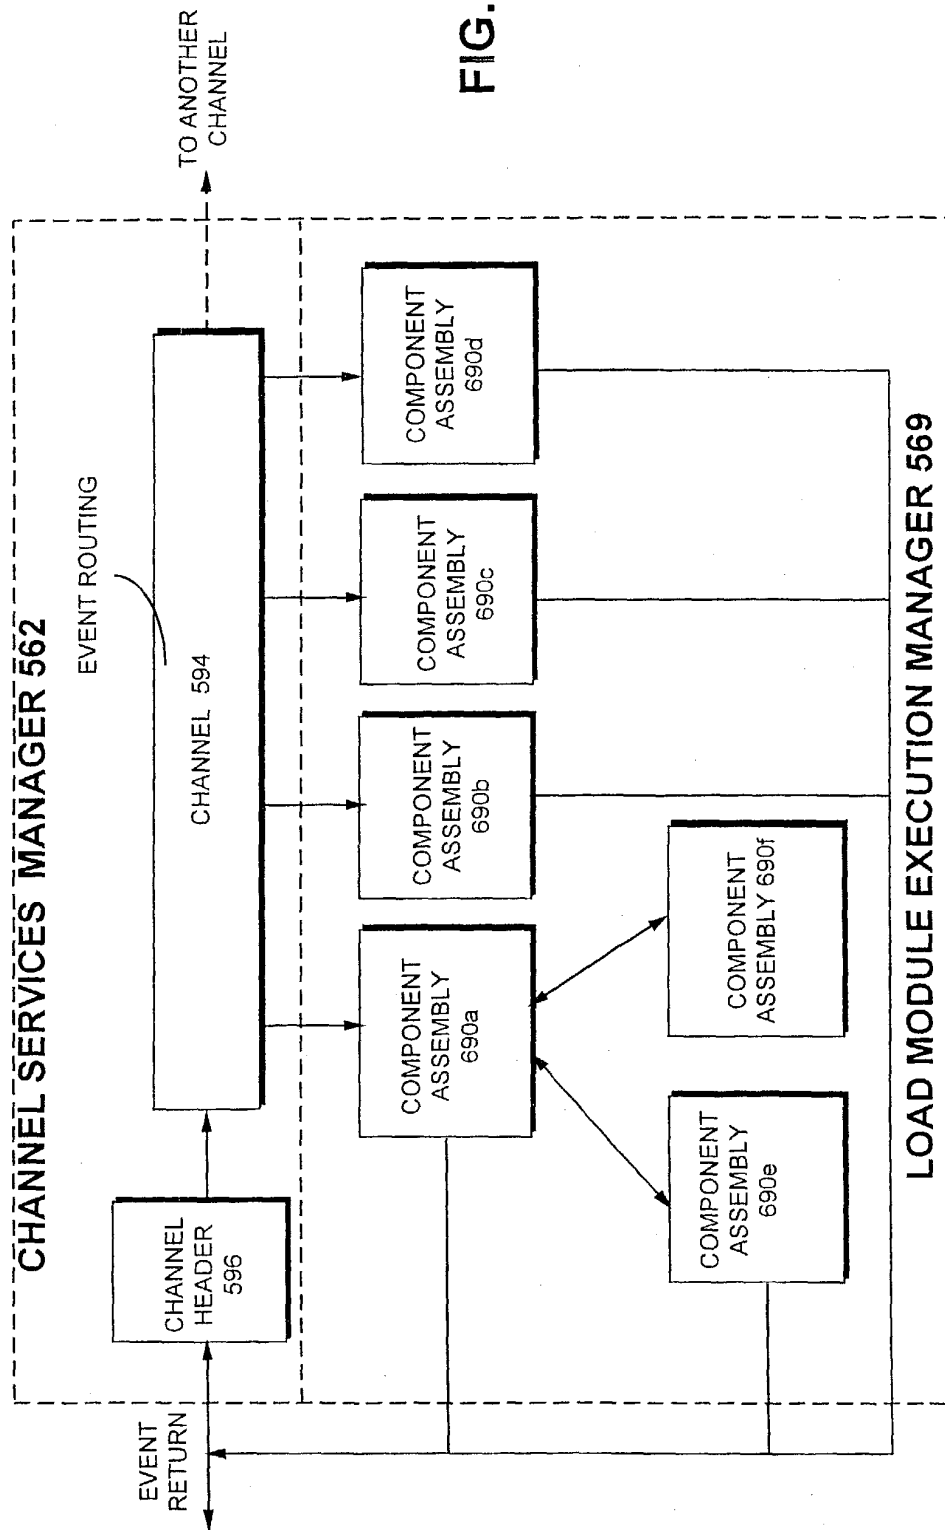 CHANNEL SERVICES MANAGER 562
EVENT ROUTING
TO ANOTHER
CHANNEL
CHANNEL
HEADER
596
CHANNEL 594
EVENT
RETURN
COMPONENT
ASSEMBLY
690a
COMPONENT
ASSEMBLY
690b
COMPONENT
ASSEMBLY
690c
COMPONENT
ASSEMBLY
690d
COMPONENT
ASSEMBLY
690e
COMPONENT
ASSEMBLY 690f
LOAD MODULE EXECUTION MANAGER 569
FIG.